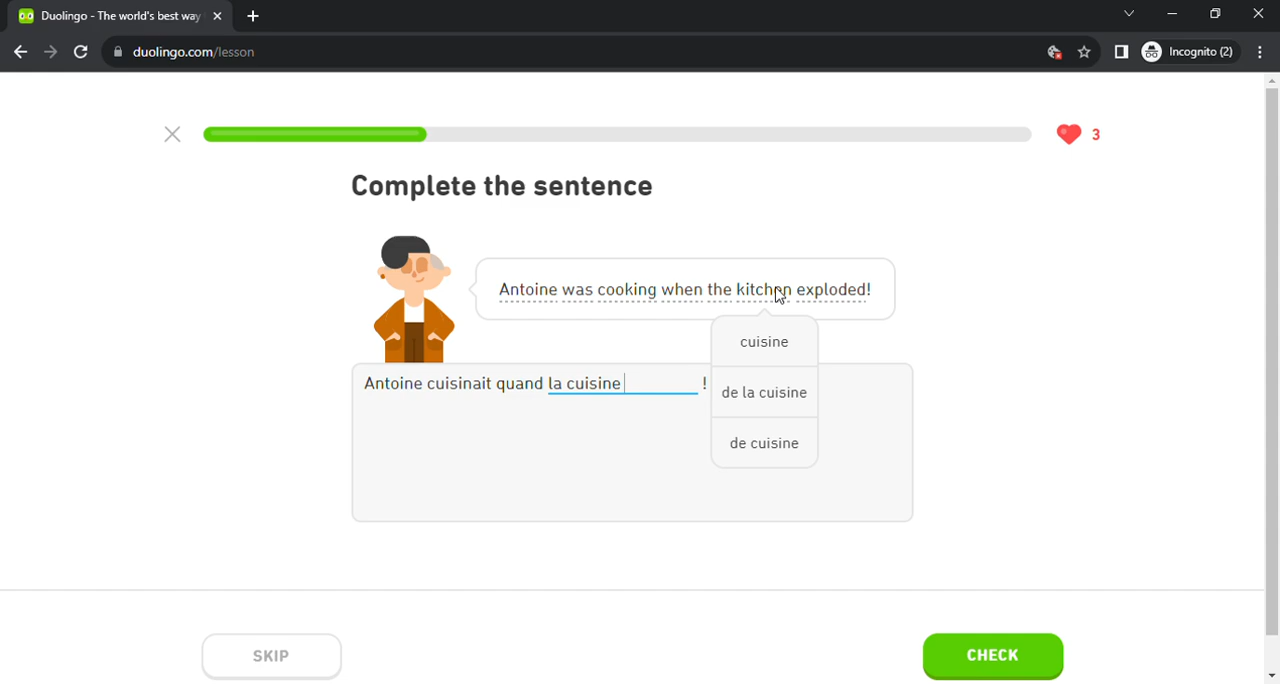 Duolingo - The world's best way
duolingo.com/lesson
Incognito (2)
3
Complete the sentence
Antoine was cooking when the kitchen exploded!
cuisine
de la cuisine
de cuisine
Antoine cuisinait quand la cuisine !
SKIP
CHECK